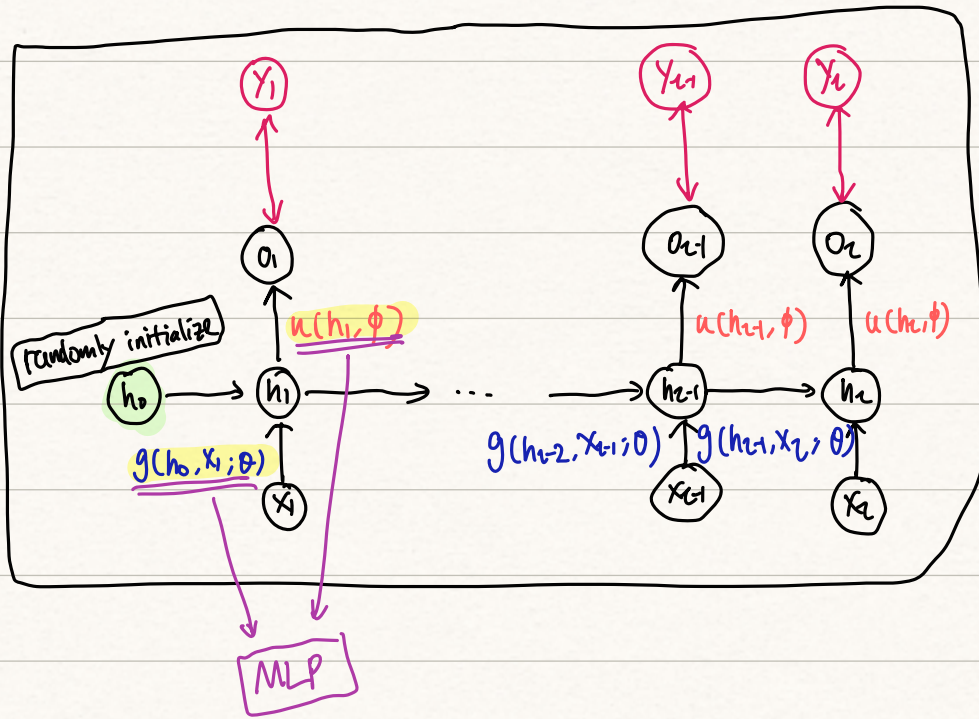 Y₁ Yₜ₋₁ Yₜ
o₁ oₜ₋₁ oₜ
randomly initialize
u(h₁, ϕ) u(hₜ₋₁, ϕ) u(hₜ, ϕ)
h₀ h₁ ... hₜ₋₁ hₜ
g(h₀, x₁; θ) g(hₜ₋₂, xₜ₋₁; θ) g(hₜ₋₁, xₜ; θ)
x₁ xₜ₋₁ xₜ
MLP